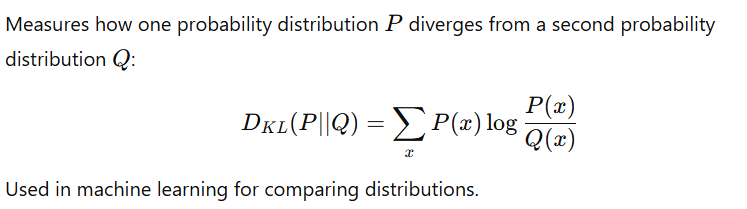 Measures how one probability distribution P diverges from a second probability
distribution Q:
D_{KL}(P||Q) = \sum_{x} P(x) \log \frac{P(x)}{Q(x)}
Used in machine learning for comparing distributions.